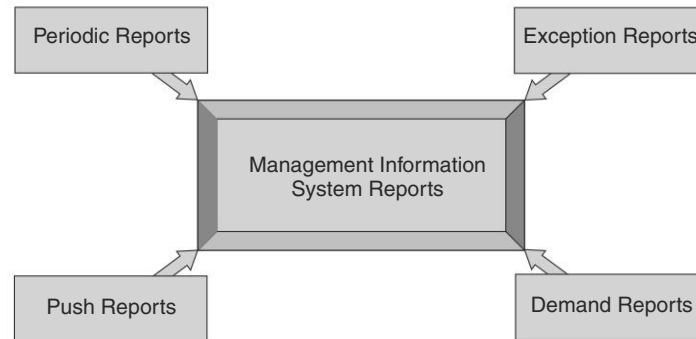 Periodic Reports
Exception Reports
Management Information
System Reports
Push Reports
Demand Reports